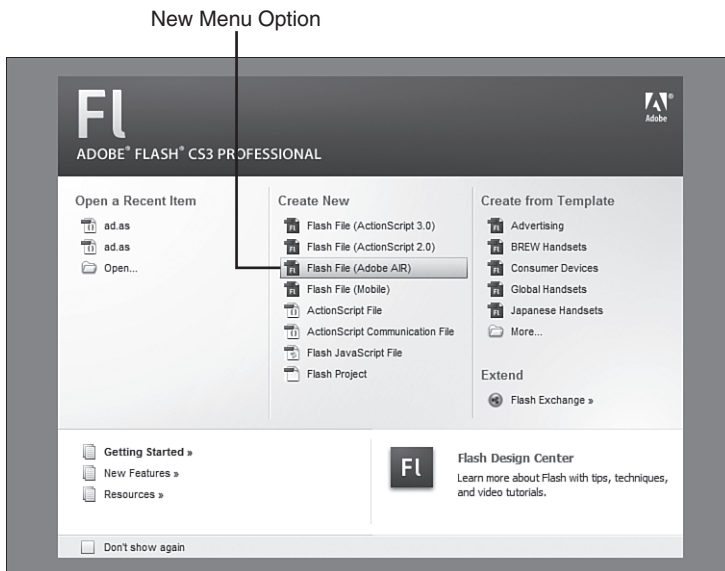 New Menu Option
Fl
ADOBE® FLASH® CS3 PROFESSIONAL
Adobe®
Open a Recent Item
ad.as
ad.as
Open...
Create New
Flash File (ActionScript 3.0)
Flash File (ActionScript 2.0)
Flash File (Adobe AIR)
Flash File (Mobile)
ActionScript File
ActionScript Communication File
Flash JavaScript File
Flash Project
Create from Template
Advertising
BREW Handsets
Consumer Devices
Global Handsets
Japanese Handsets
More...
Extend
Flash Exchange »
Getting Started »
New Features »
Resources »
Fl
Flash Design Center
Learn more about Flash with tips, techniques,
and video tutorials.
Don't show again